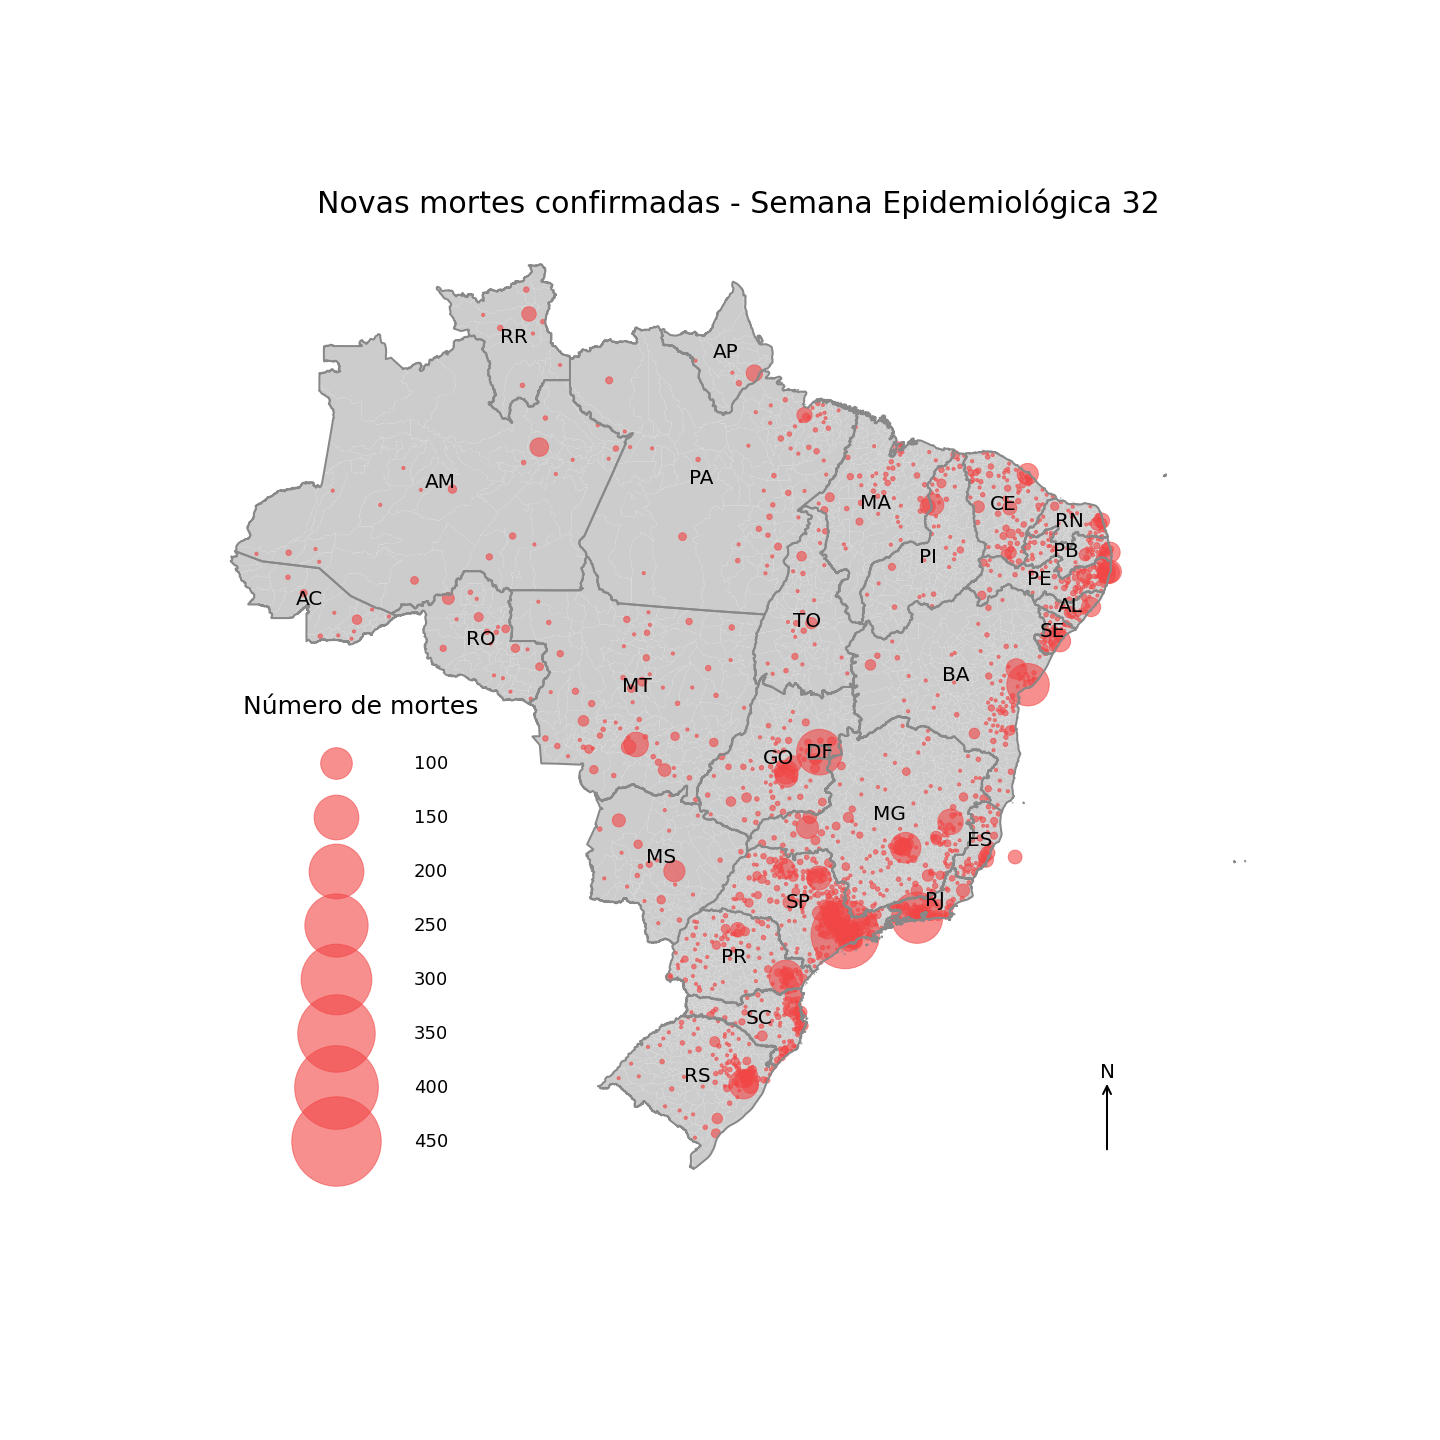 Novas mortes confirmadas - Semana Epidemiológica 32
RR
AP
AM
PA
MA
CE
RN
PB
PI
PE
AC
AL
TO
SE
RO
BA
MT
Número de mortes
DF
GO
100
MG
150
ES
MS
200
RJ
SP
250
PR
300
SC
350
N
RS
400
450